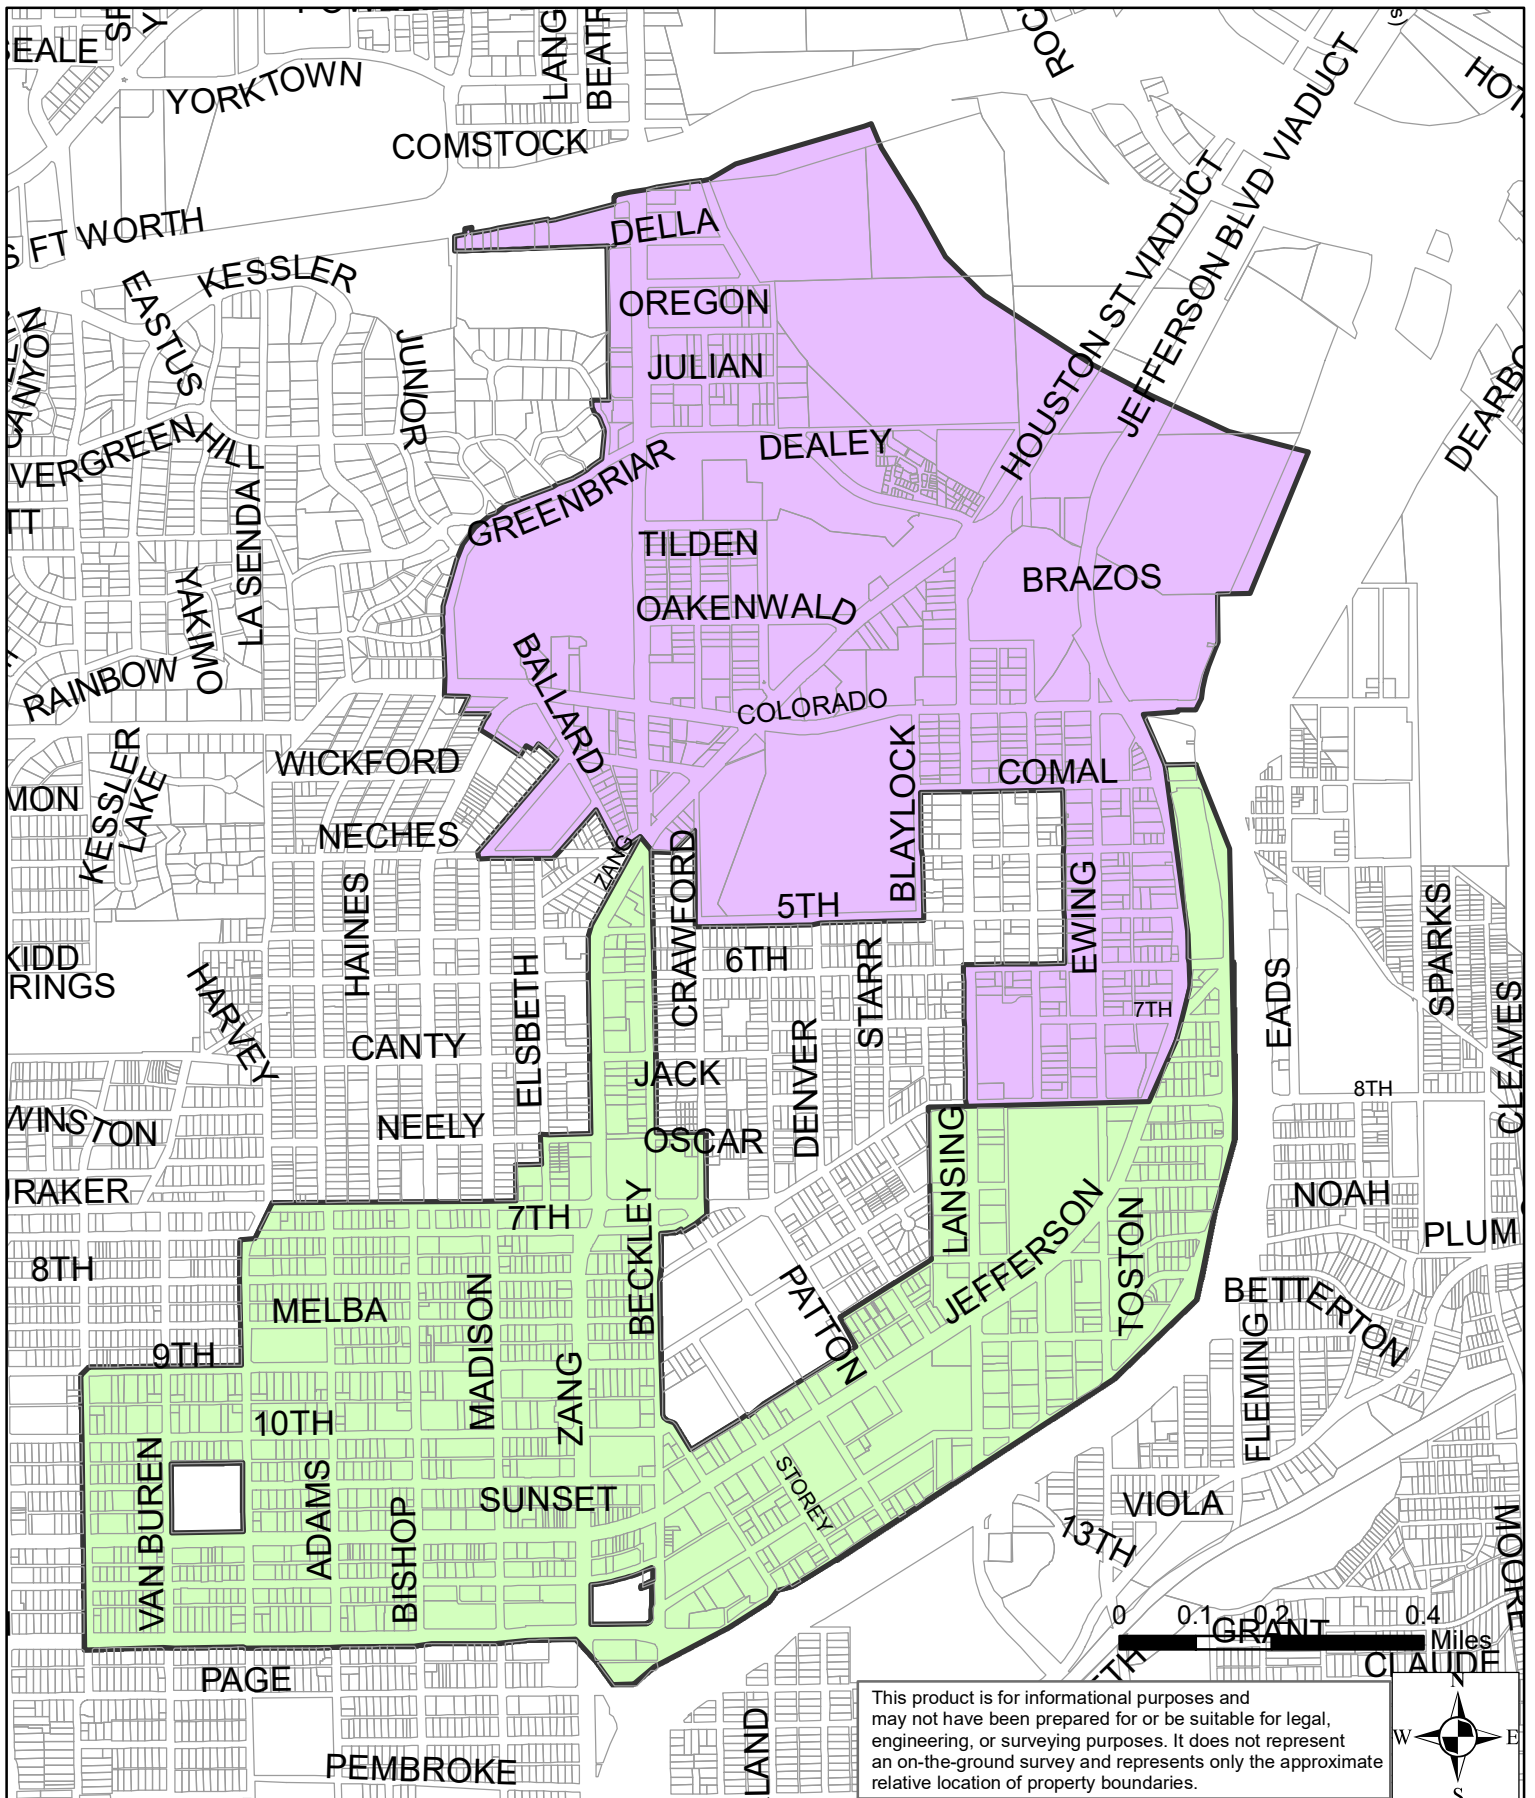 YORKTOWN
COMSTOCK
FT WORTH
KESSLER
EASTUS
JUNIOR
HILL
LA SENDA
YAKIMO
RAINBOW
KESSLER
LAKE
WICKFORD
NECHES
HAINES
HARVEY
CANTY
NEELY
ELSBETH
DELLA
OREGON
JULIAN
DEALEY
GREENBRIAR
TILDEN
OAKENWALD
BRAZOS
HOUSTON ST VIADUCT
JEFFERSON BLVD VIADUCT
BALLARD
COLORADO
BLAYLOCK
COMAL
ZANG
CRAWFORD
5TH
6TH
EWING
STARR
7TH
DENVER
JACK
OSCAR
EADS
SPARKS
CLEAVES
8TH
NOAH
PLUM
LANSING
JEFFERSON
TOSTON
BETTERTON
FLEMING
PATTON
BECKLEY
7TH
8TH
MELBA
9TH
MADISON
ZANG
10TH
VAN BUREN
ADAMS
BISHOP
SUNSET
STOREY
VIOLA
13TH
MOORE
GRANT
CLAUDE
PAGE
PEMBROKE
LAND
0 0.1 0.2 0.4
Miles
N
W E
S
This product is for informational purposes and
may not have been prepared for or be suitable for legal,
engineering, or surveying purposes. It does not represent
an on-the-ground survey and represents only the approximate
relative location of property boundaries.